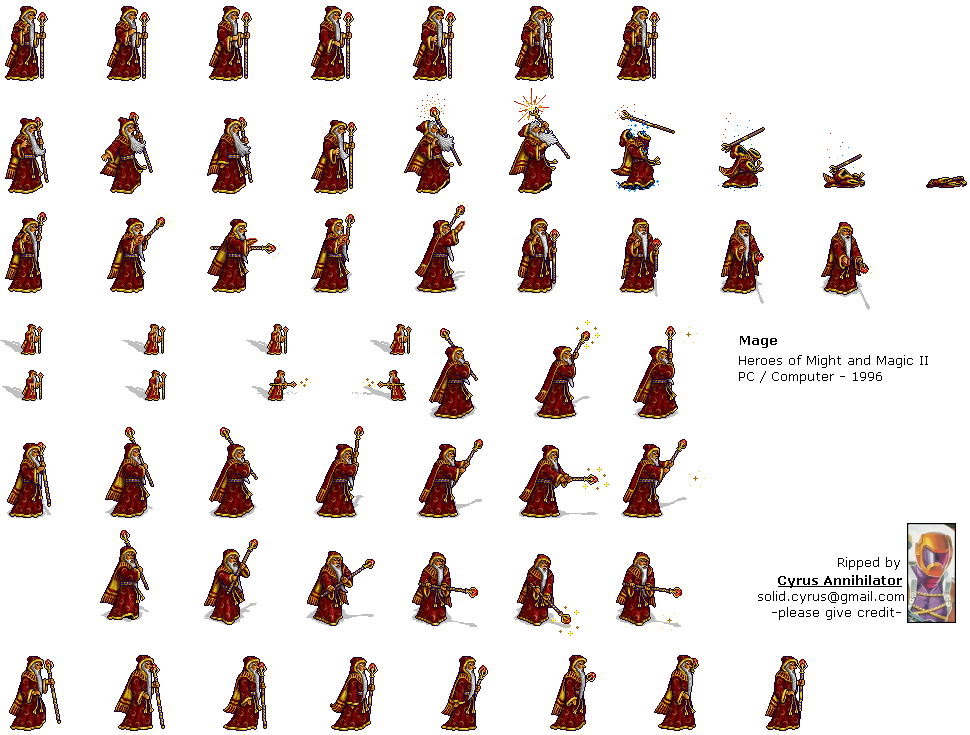 Mage
Heroes of Might and Magic II
PC / Computer - 1996
Ripped by
Cyrus Annihilator
solid.cyrus@gmail.com
-please give credit-